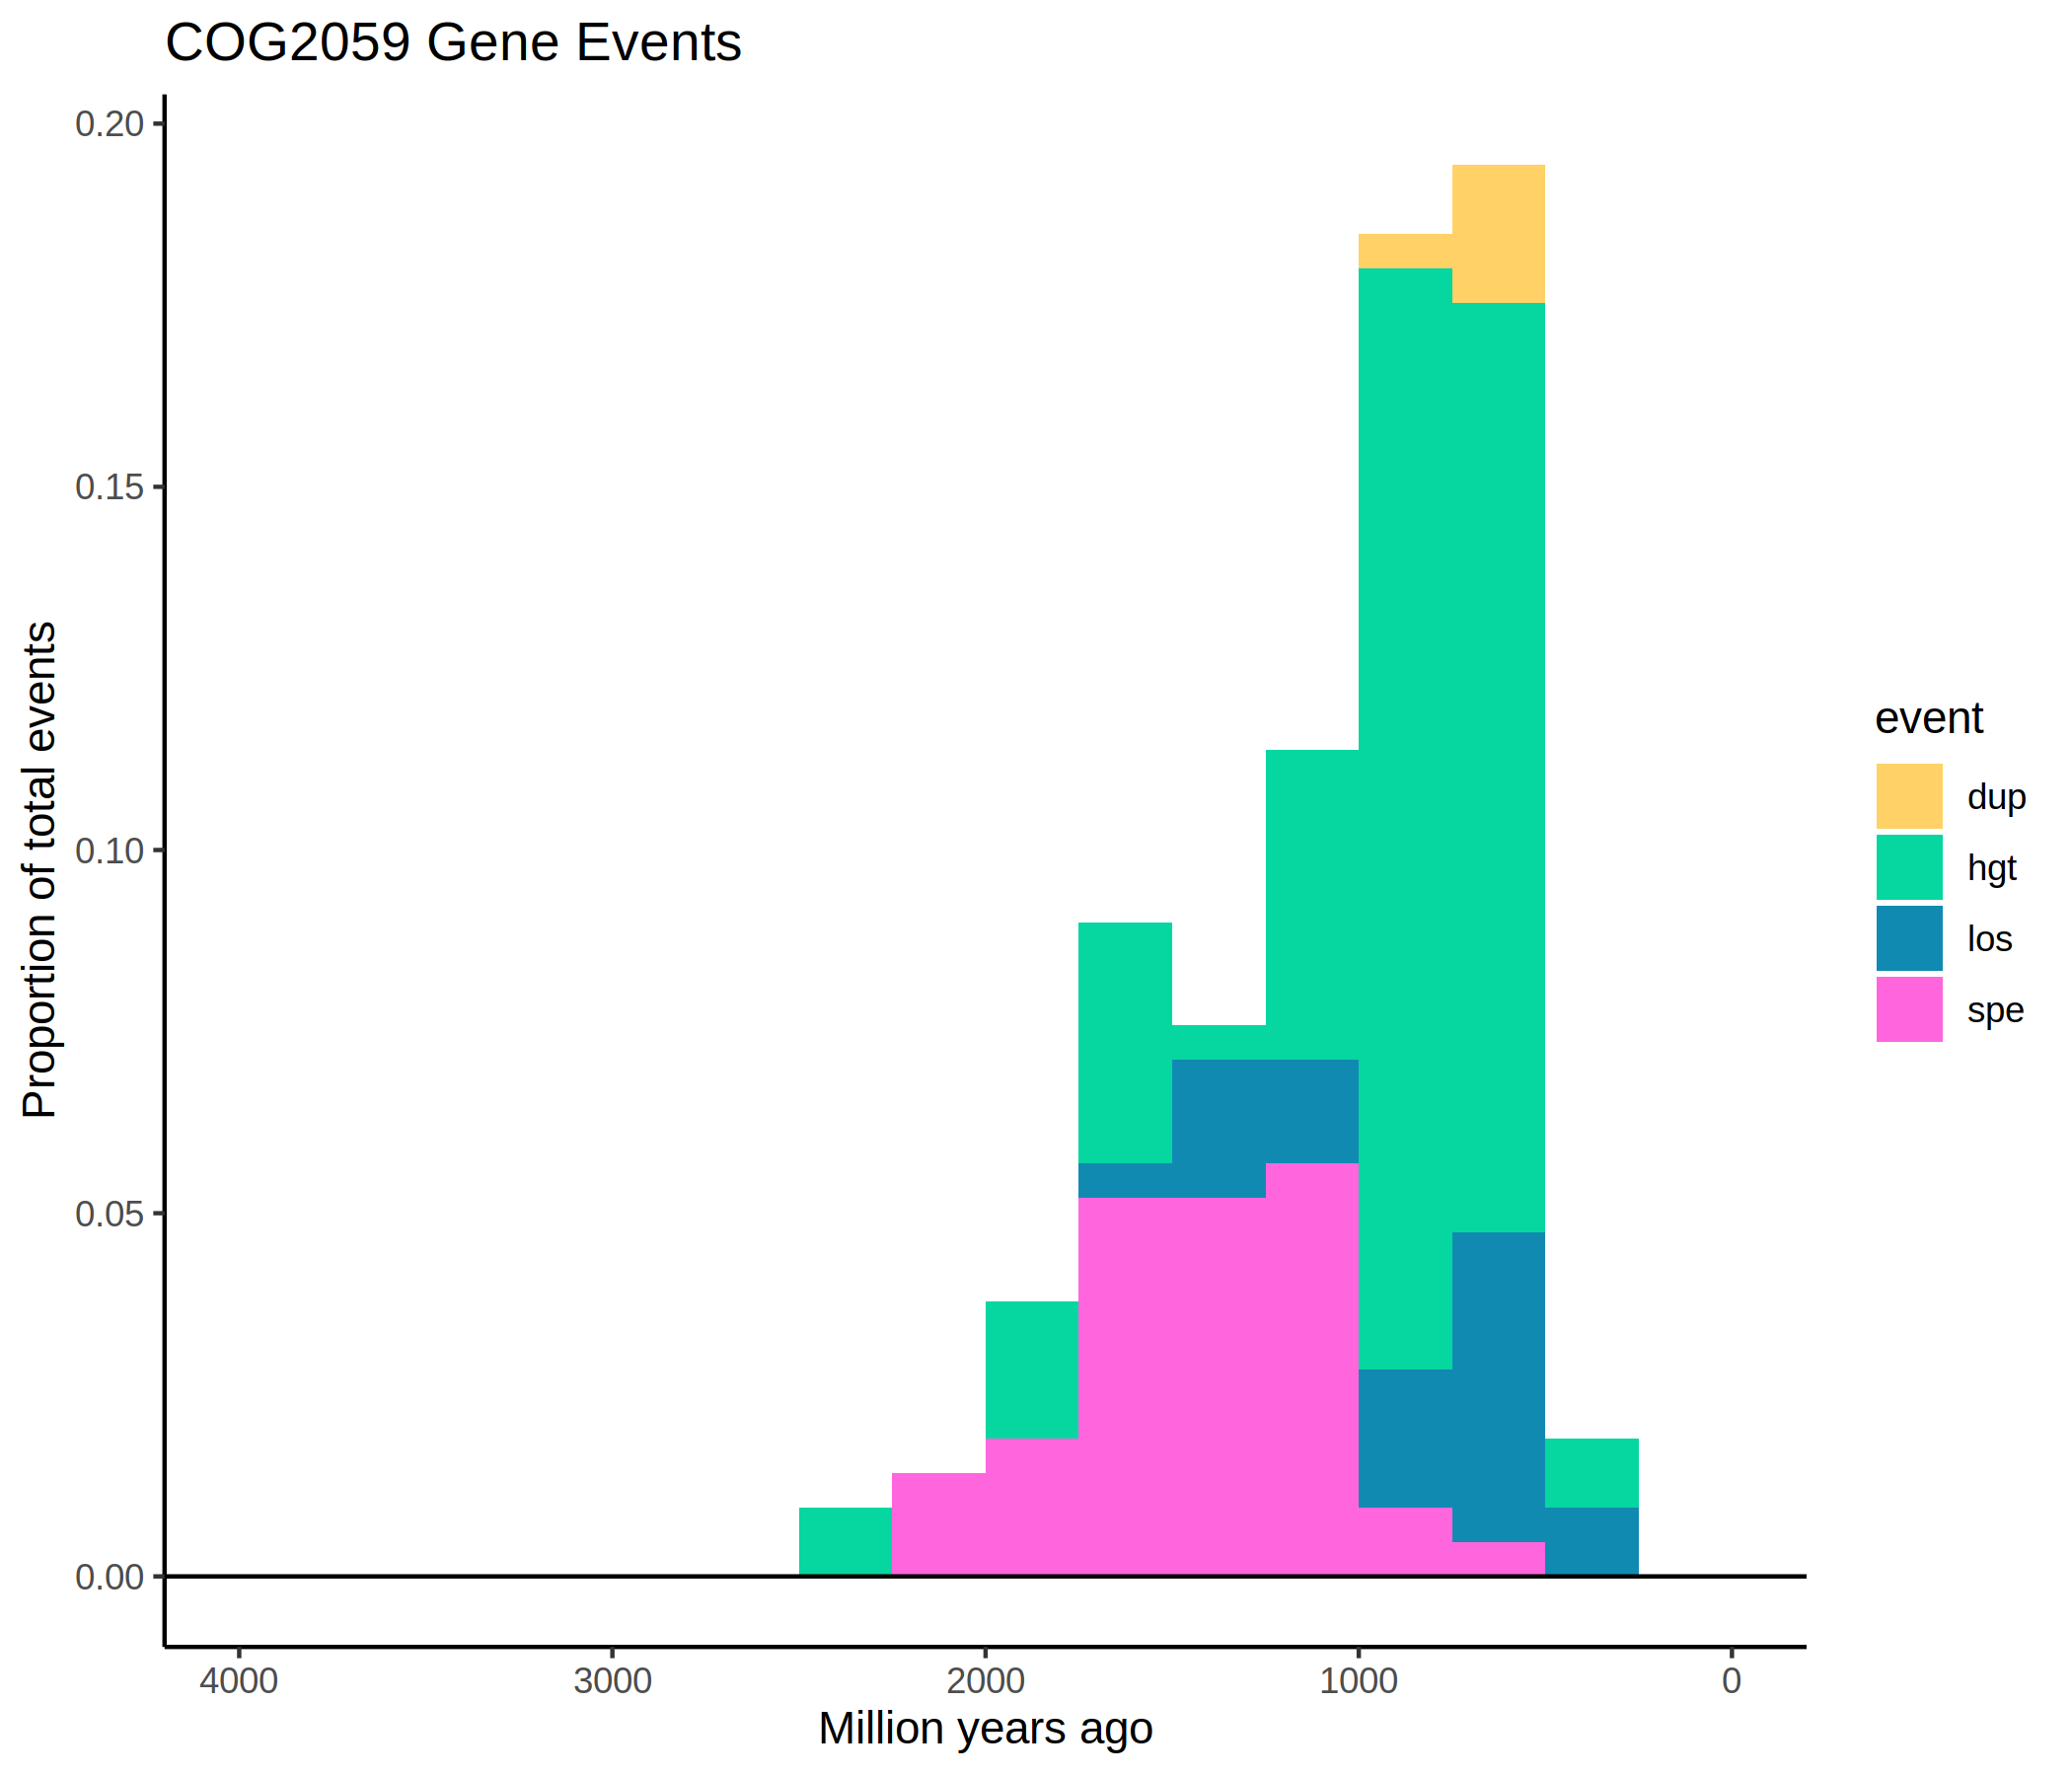 COG2059 Gene Events
0.20
0.15
0.10
0.05
0.00
Proportion of total events
4000 3000 2000 1000 0
Million years ago
event
dup
hgt
los
spe